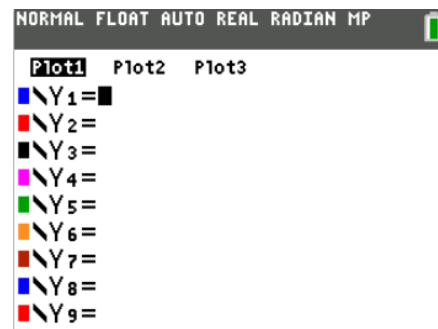 NORMAL FLOAT AUTO REAL RADIAN MP
Plot1 Plot2 Plot3
\Y1=
\Y2=
\Y3=
\Y4=
\Y5=
\Y6=
\Y7=
\Y8=
\Y9=